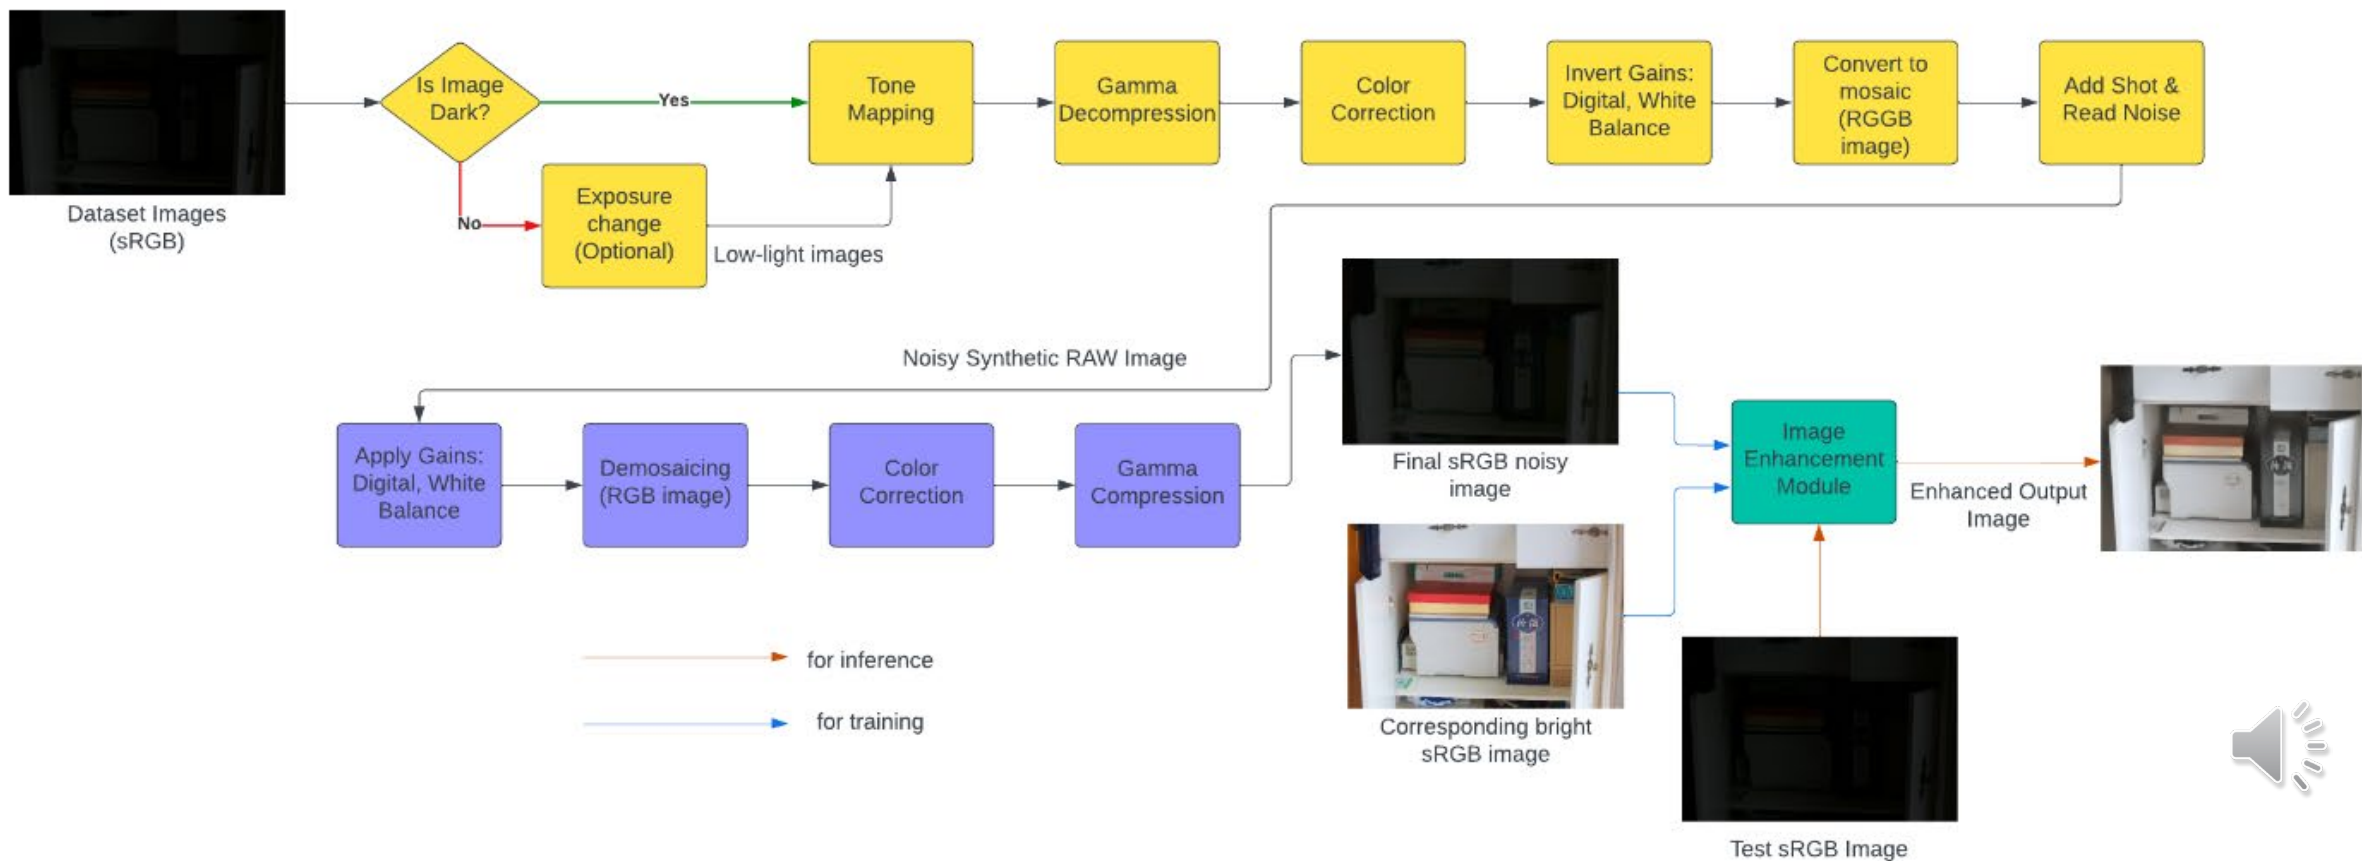 Is Image
Dark?
Yes
No
Tone
Mapping
Gamma
Decompression
Color
Correction
Invert Gains:
Digital, White
Balance
Convert to
mosaic
(RGGB
image)
Add Shot &
Read Noise
Dataset Images
(sRGB)
Exposure
change
(Optional)
Low-light images
Noisy Synthetic RAW Image
Apply Gains:
Digital, White
Balance
Demosaicing
(RGB image)
Color
Correction
Gamma
Compression
Final sRGB noisy
image
Image
Enhancement
Module
Enhanced Output
Image
for inference
for training
Corresponding bright
sRGB image
Test sRGB Image